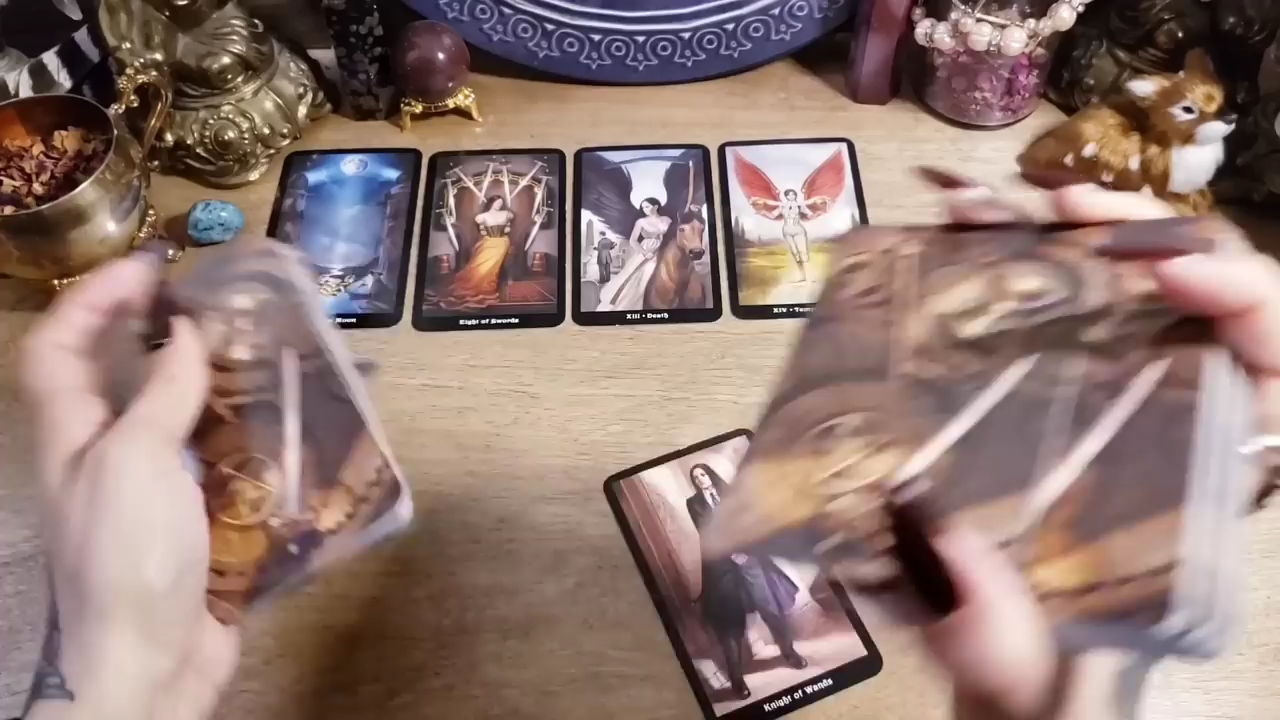 Moon
Eight of Swords
XIII • Death
XIV • Tem
Knight of Wands